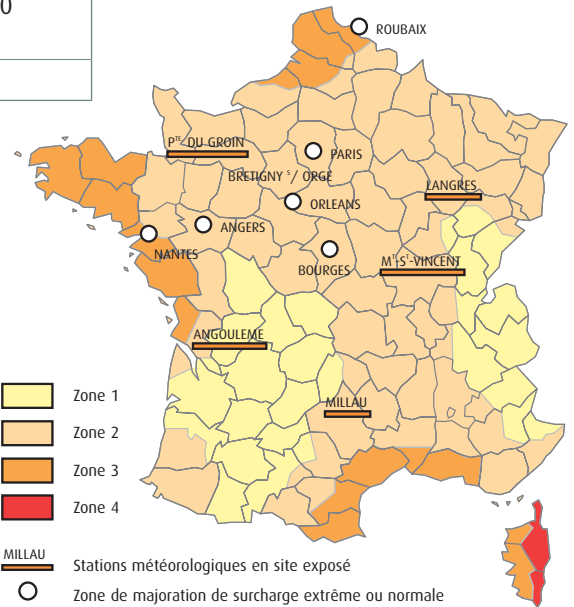 0
ROUBAIX
Pᵗᵉ DU GROIN
PARIS
BRETIGNY ˢ/ ORGE
LANGRES
ORLEANS
ANGERS
NANTES
BOURGES
Mᵗ-Sᵗ-VINCENT
ANGOULEME
MILLAU
Zone 1
Zone 2
Zone 3
Zone 4
MILLAU
Stations météorologiques en site exposé
Zone de majoration de surcharge extrême ou normale